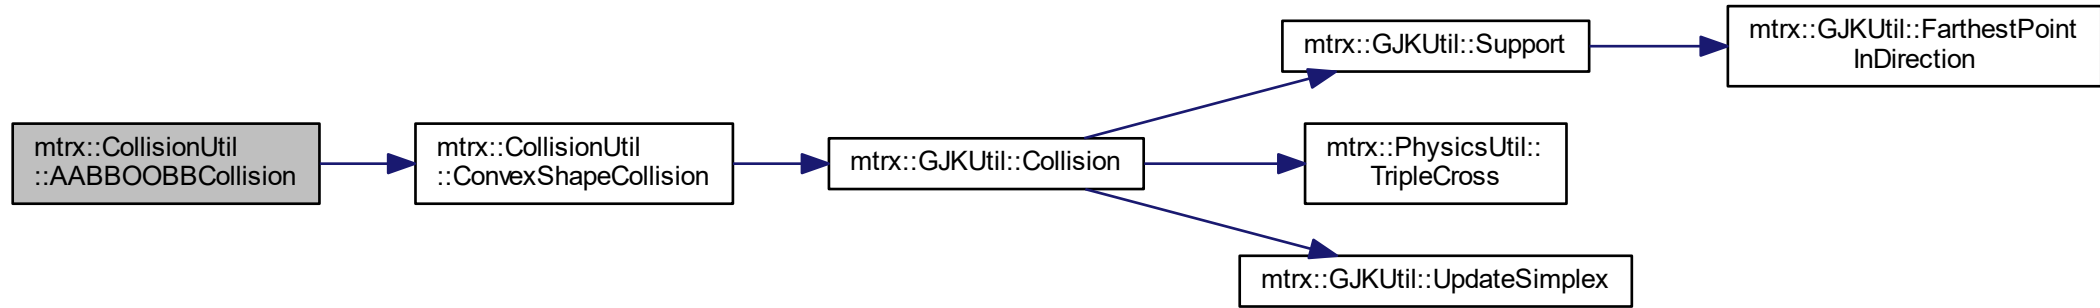 mtrx::CollisionUtil
::AABBOOBBCollision
mtrx::CollisionUtil
::ConvexShapeCollision
mtrx::GJKUtil::Collision
mtrx::GJKUtil::Support
mtrx::GJKUtil::FarthestPoint
InDirection
mtrx::PhysicsUtil::
TripleCross
mtrx::GJKUtil::UpdateSimplex